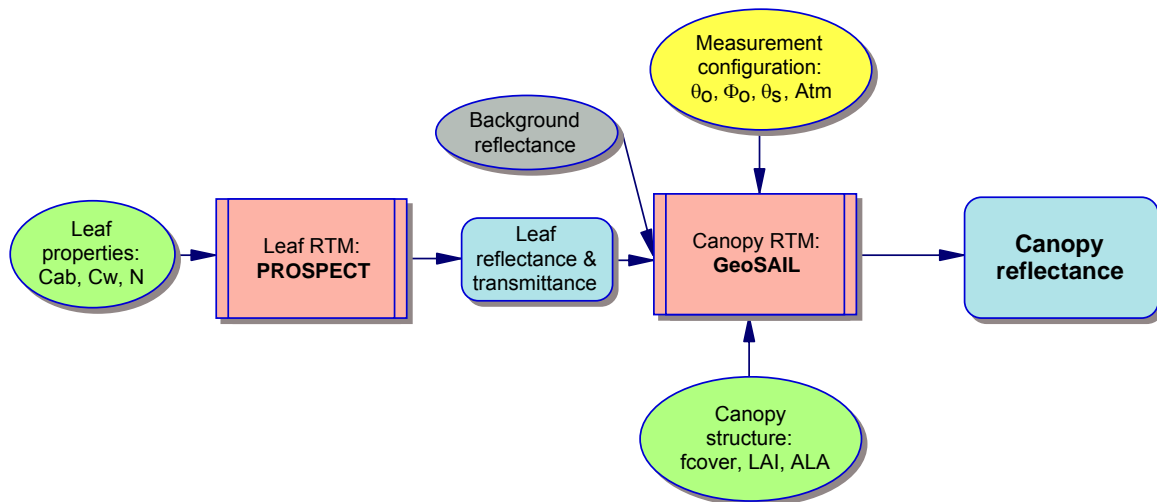 Measurement
configuration:
θo, Φo, θs, Atm
Background
reflectance
Leaf
properties:
Cab, Cw, N
Leaf RTM:
PROSPECT
Leaf
reflectance &
transmittance
Canopy RTM:
GeoSAIL
Canopy
reflectance
Canopy
structure:
fcover, LAI, ALA